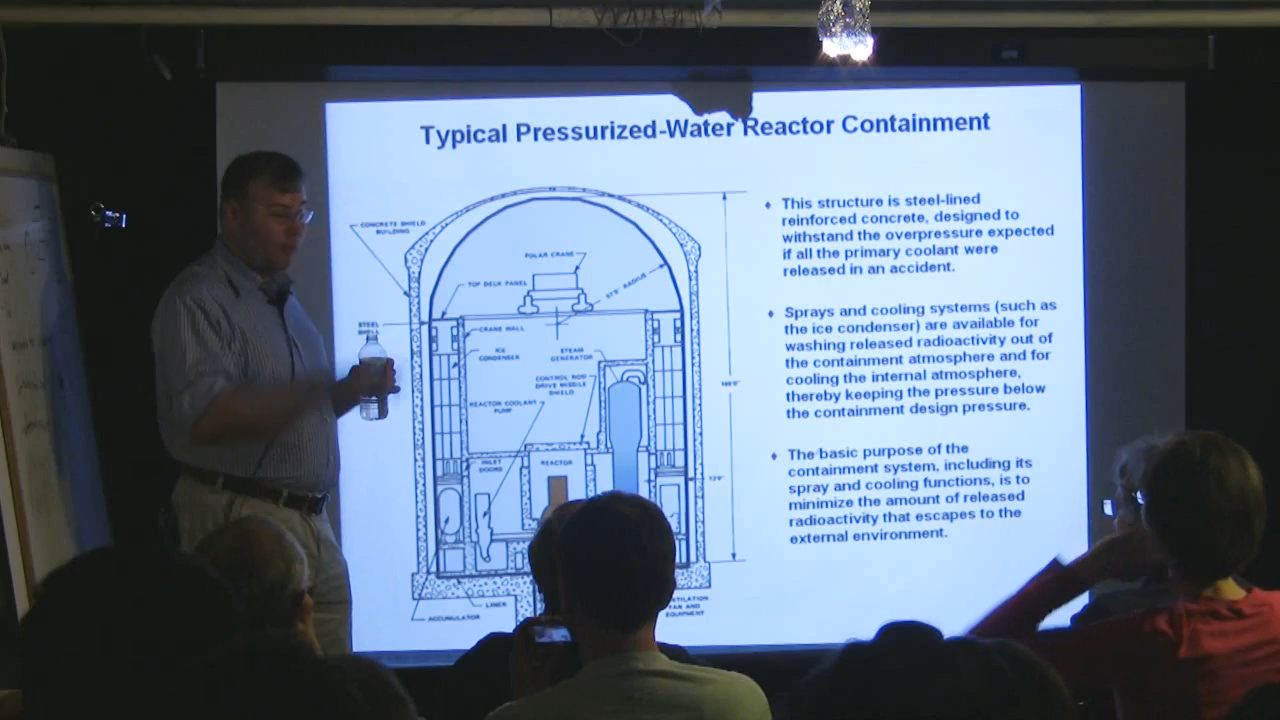 Typical Pressurized-Water Reactor Containment
CONCRETE SHIELD
BUILDING
POLAR CRANE
TOP DECK PANEL
57'6" RADIUS
STEEL
CRANE WALL
ICE
CONDENSER
STEAM
GENERATOR
CONTROL ROD
DRIVE MISSILE
SHIELD
REACTOR COOLANT
PUMP
INLET
DOORS
REACTOR
LINER
ACCUMULATOR
FAN AND
EQUIPMENT
♦ This structure is steel-lined
reinforced concrete, designed to
withstand the overpressure expected
if all the primary coolant were
released in an accident.
♦ Sprays and cooling systems (such as
the ice condenser) are available for
washing released radioactivity out of
the containment atmosphere and for
cooling the internal atmosphere,
thereby keeping the pressure below
the containment design pressure.
♦ The basic purpose of the
containment system, including its
spray and cooling functions, is to
minimize the amount of released
radioactivity that escapes to the
external environment.